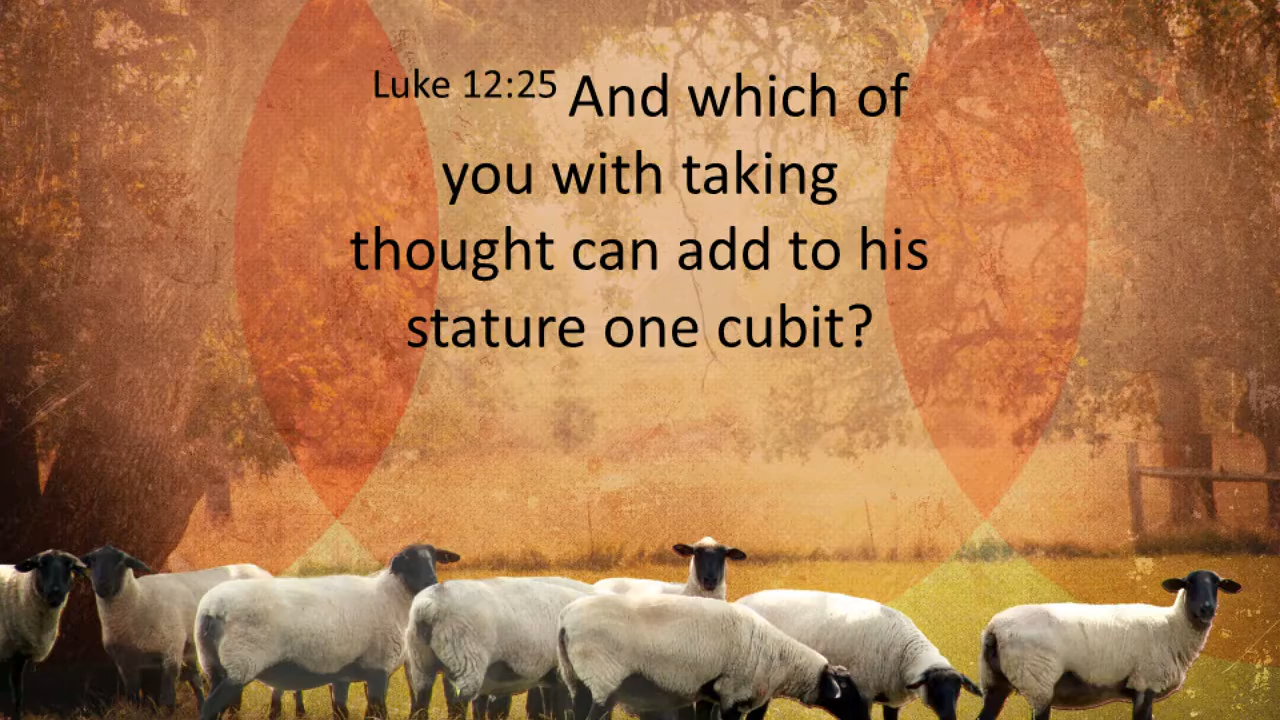 Luke 12:25 And which of
you with taking
thought can add to his
stature one cubit?